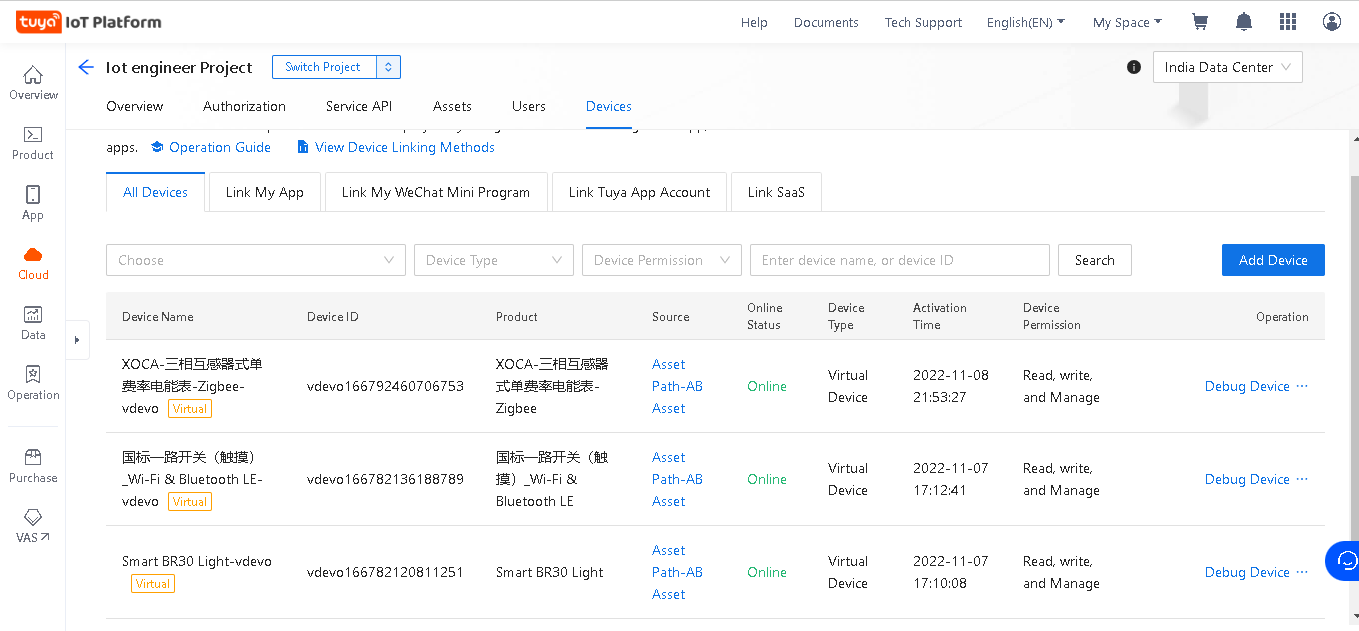 tuya IoT Platform
Help Documents Tech Support English(EN) My Space
Iot engineer Project Switch Project India Data Center
Overview Authorization Service API Assets Users Devices
Overview
Product
App
Cloud
Data
Operation
Purchase
VAS
apps. Operation Guide View Device Linking Methods
All Devices Link My App Link My WeChat Mini Program Link Tuya App Account Link SaaS
Choose Device Type Device Permission Enter device name, or device ID Search Add Device
Device Name Device ID Product Source Online Status Device Type Activation Time Device Permission Operation
XOCA-三相互感器式单
费率电能表-Zigbee-
vdevo Virtual
vdevo166792460706753
XOCA-三相互感器
式单费率电能表-
Zigbee
Asset
Path-AB
Asset
Online
Virtual
Device
2022-11-08
21:53:27
Read, write,
and Manage
Debug Device ···
国标一路开关（触摸）
_Wi-Fi & Bluetooth LE-
vdevo Virtual
vdevo166782136188789
国标一路开关（触
摸）_Wi-Fi &
Bluetooth LE
Asset
Path-AB
Asset
Online
Virtual
Device
2022-11-07
17:12:41
Read, write,
and Manage
Debug Device ···
Smart BR30 Light-vdevo
Virtual
vdevo166782120811251
Smart BR30 Light
Asset
Path-AB
Asset
Online
Virtual
Device
2022-11-07
17:10:08
Read, write,
and Manage
Debug Device ···